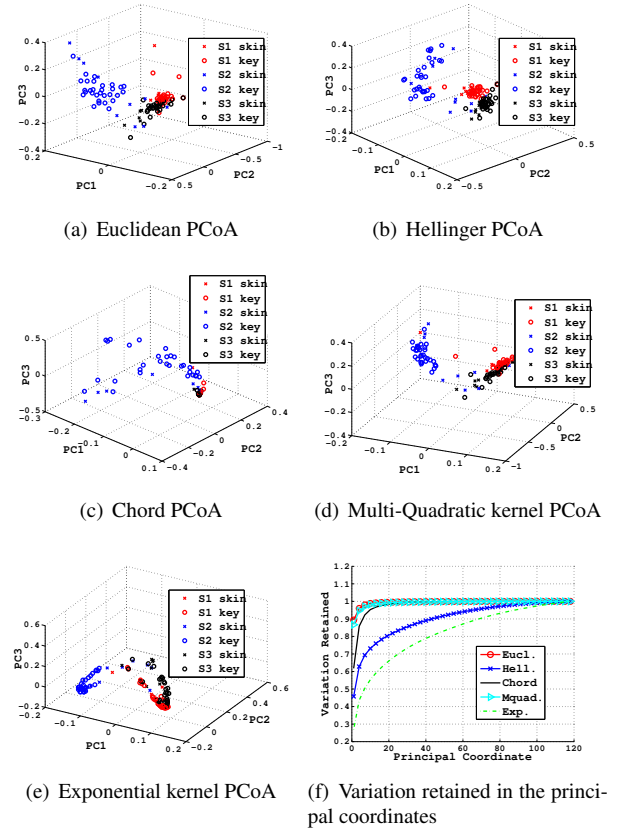 0.4
0.2
0
−0.2
−0.4
0.2
0
−0.2
0.5
0
−0.5
−1
PC3
PC1
PC2
S1 skin
S1 key
S2 skin
S2 key
S3 skin
S3 key
(a) Euclidean PCoA
0.4
0.2
0
−0.2
−0.4
−0.2
0
0.1
0.2
−0.5
0
0.5
PC3
PC1
PC2
S1 skin
S1 key
S2 skin
S2 key
S3 skin
S3 key
(b) Hellinger PCoA
0.5
0
−0.5
−0.3
−0.2
−0.1
0
0.1
−0.4
−0.2
0
0.2
0.4
PC3
PC1
PC2
S1 skin
S1 key
S2 skin
S2 key
S3 skin
S3 key
(c) Chord PCoA
0.4
0.2
0
−0.2
−0.4
−0.2
−0.1
0
0.1
0.2
−1
−0.5
0
0.5
PC3
PC1
PC2
S1 skin
S1 key
S2 skin
S2 key
S3 skin
S3 key
(d) Multi-Quadratic kernel PCoA
0.4
0.2
0
−0.2
−0.1
0
0.1
0.2
−0.2
0
0.2
0.4
0.6
PC3
PC1
PC2
S1 skin
S1 key
S2 skin
S2 key
S3 skin
S3 key
(e) Exponential kernel PCoA
1.2
1.1
1
0.9
0.8
0.7
0.6
0.5
0.4
0.3
0.2
0
20
40
60
80
100
120
Variation Retained
Principal Coordinate
Eucl.
Hell.
Chord
Mquad.
Exp.
(f) Variation retained in the princi-
pal coordinates